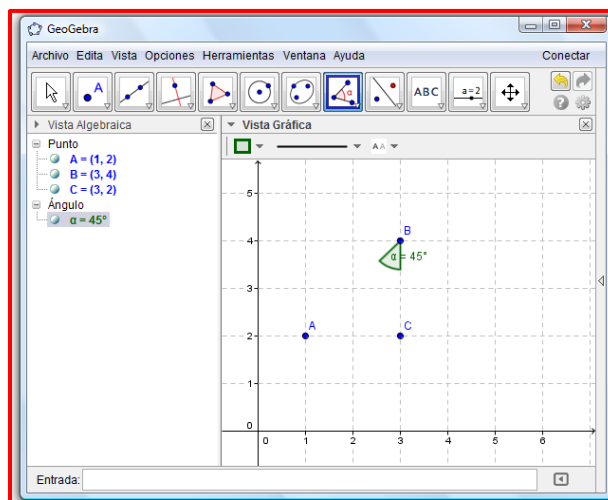 GeoGebra
Archivo Edita Vista Opciones Herramientas Ventana Ayuda Conectar
A α ABC a=2
Vista Algebraica
Punto
A = (1, 2)
B = (3, 4)
C = (3, 2)
Ángulo
α = 45°
Vista Gráfica
AA
5
4
3
2
1
0
B
α = 45°
A
C
0 1 2 3 4 5 6
Entrada: